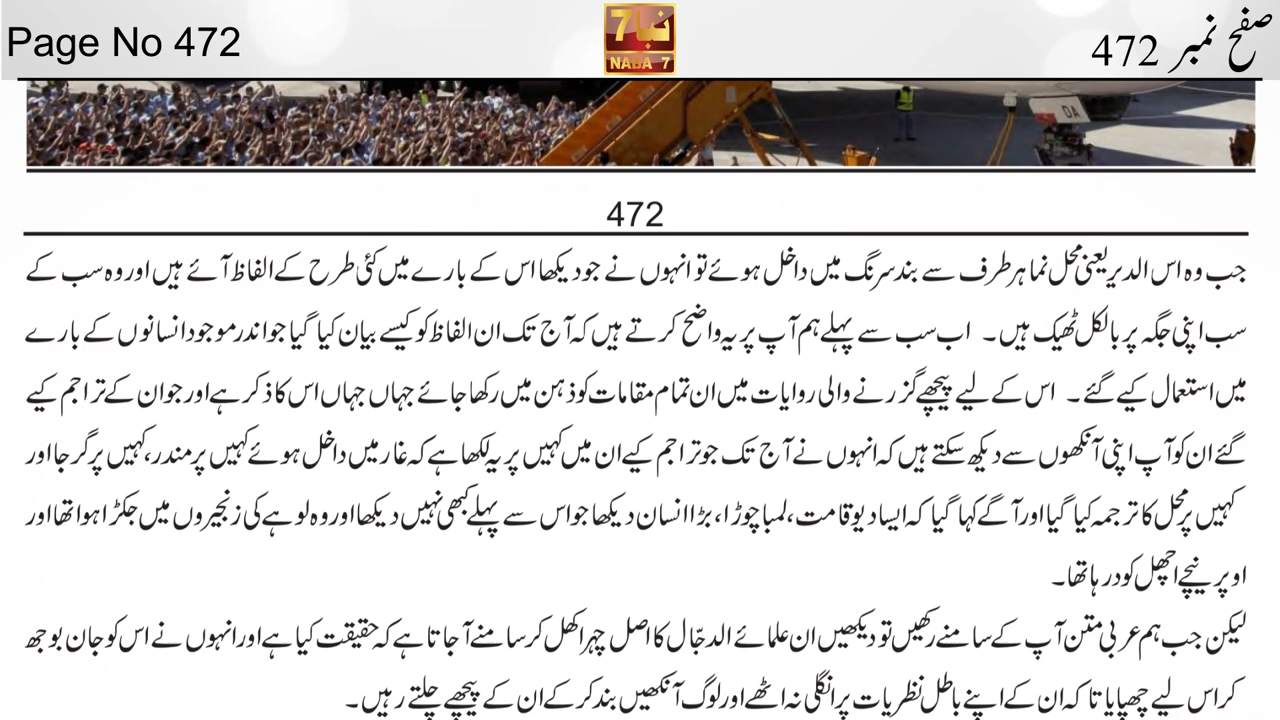 Page No 472
نبا 7
NABA 7
صفحہ نمبر 472
OA
472
جب وہ اس الدیر یعنی محل نما ہر طرف سے بند سرنگ میں داخل ہوئے تو انہوں نے جو دیکھا اس کے بارے میں کئی طرح کے الفاظ آئے ہیں اور وہ سب کے
سب اپنی جگہ پر بالکل ٹھیک ہیں۔ اب سب سے پہلے ہم آپ پر یہ واضح کرتے ہیں کہ آج تک ان الفاظ کو کیسے بیان کیا گیا جو اندر موجود انسانوں کے بارے
میں استعمال کیے گئے۔ اس کے لیے پیچھے گزرنے والی روایات میں ان تمام مقامات کو ذہن میں رکھا جائے جہاں جہاں اس کا ذکر ہے اور جو ان کے تراجم کیے
گئے ان کو آپ اپنی آنکھوں سے دیکھ سکتے ہیں کہ انہوں نے آج تک جو تراجم کیے ان میں کہیں پر یہ لکھا ہے کہ غار میں داخل ہوئے کہیں پر مندر، کہیں پر گرجا اور
کہیں پر محل کا ترجمہ کیا گیا اور آگے کہا گیا کہ ایسا دیو قامت، لمبا چوڑا، بڑا انسان دیکھا جو اس سے پہلے کبھی نہیں دیکھا اور وہ لوہے کی زنجیروں میں جکڑا ہوا تھا اور
اوپر نیچے اچھل کود رہا تھا۔
لیکن جب ہم عربی متن آپ کے سامنے رکھیں تو دیکھیں ان علمائے الدجّال کا اصل چہرا کھل کر سامنے آ جاتا ہے کہ حقیقت کیا ہے اور انہوں نے اس کو جان بوجھ
کر اس لیے چھپایا تا کہ ان کے اپنے باطل نظریات پر انگلی نہ اٹھے اور لوگ آنکھیں بند کر کے ان کے پیچھے چلتے رہیں۔